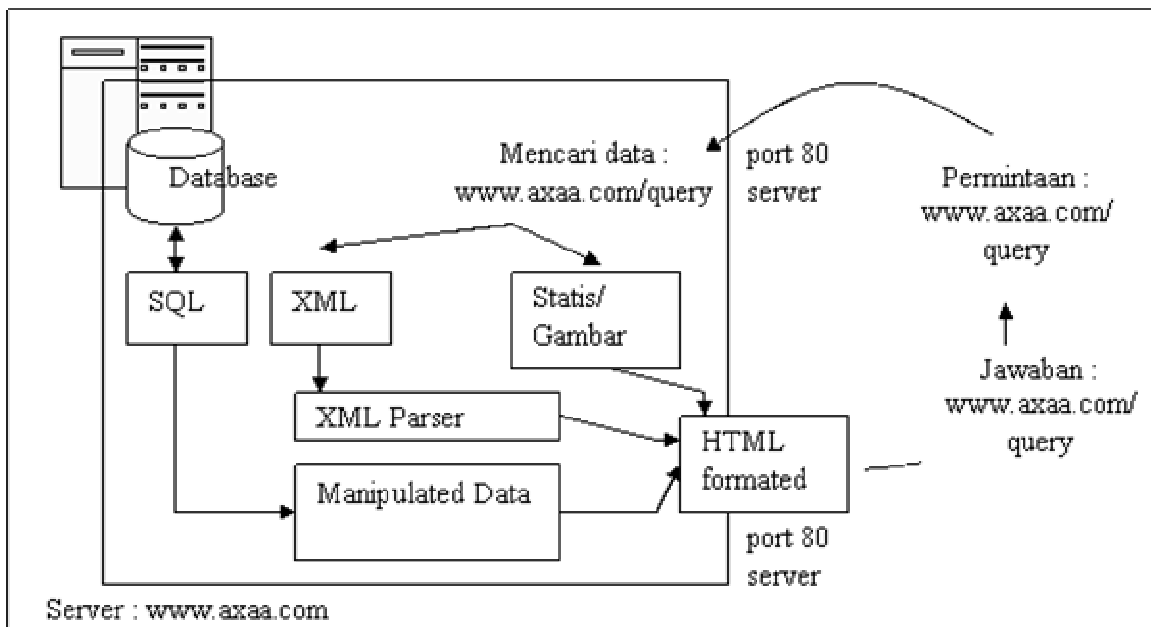 Database
Mencari data :
www.axaa.com/query
port 80
server
Permintaan :
www.axaa.com/
query
SQL
XML
Statis/
Gambar
Jawaban :
www.axaa.com/
query
XML Parser
HTML
formated
Manipulated Data
port 80
server
Server : www.axaa.com